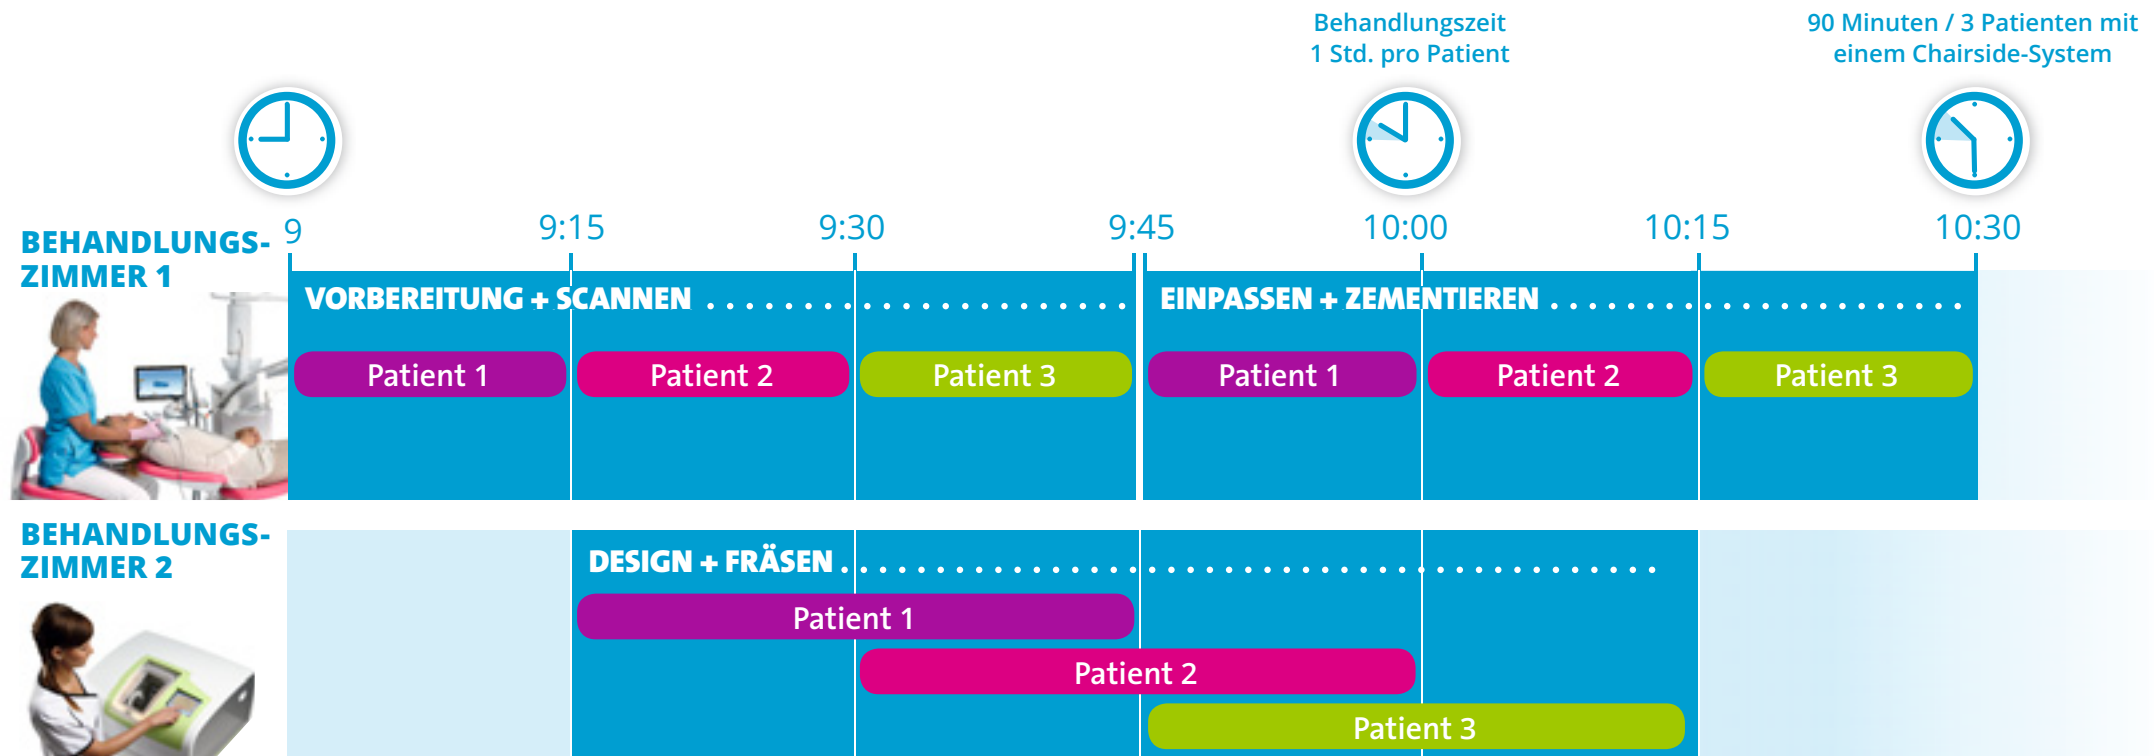 Behandlungszeit
1 Std. pro Patient
90 Minuten / 3 Patienten mit
einem Chairside-System
BEHANDLUNGS-
ZIMMER 1
9 9:15 9:30 9:45 10:00 10:15 10:30
VORBEREITUNG + SCANNEN . . . . . . . . . . . . . . . . . . . . . . EINPASSEN + ZEMENTIEREN . . . . . . . . . . . . . . . . . . . . . .
Patient 1 Patient 2 Patient 3 Patient 1 Patient 2 Patient 3
BEHANDLUNGS-
ZIMMER 2
DESIGN + FRÄSEN . . . . . . . . . . . . . . . . . . . . . . . . . . . . . . . . . . . . . . . . . . .
Patient 1
Patient 2
Patient 3